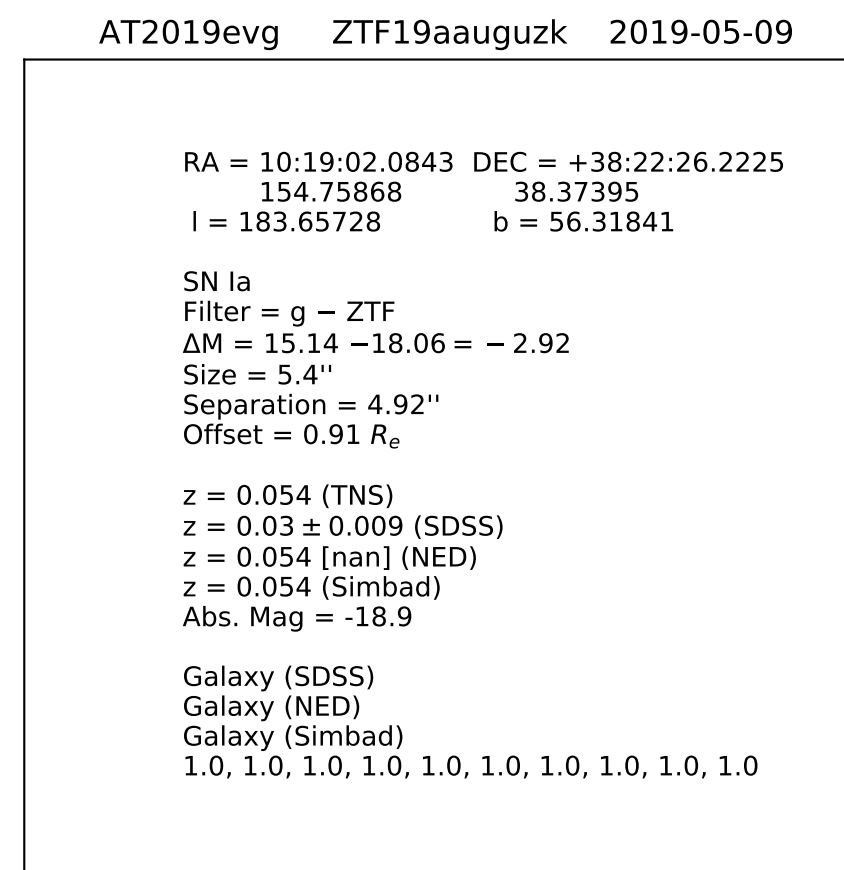 AT2019evg ZTF19aauguzk 2019-05-09
RA = 10:19:02.0843 DEC = +38:22:26.2225
154.75868 38.37395
l = 183.65728 b = 56.31841
SN Ia
Filter = g − ZTF
ΔM = 15.14 −18.06 = − 2.92
Size = 5.4''
Separation = 4.92''
Offset = 0.91 Rₑ
z = 0.054 (TNS)
z = 0.03 ± 0.009 (SDSS)
z = 0.054 [nan] (NED)
z = 0.054 (Simbad)
Abs. Mag = -18.9
Galaxy (SDSS)
Galaxy (NED)
Galaxy (Simbad)
1.0, 1.0, 1.0, 1.0, 1.0, 1.0, 1.0, 1.0, 1.0, 1.0